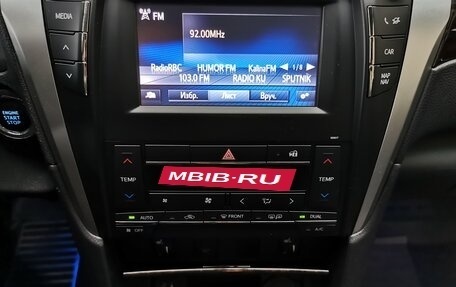 FM
MEDIA
92.00MHz
CAR
RadioRBC HUMOR FM KalinaFM 1/8
103.0 FM RADIO KU SPUTNIK
MAP
NAV
Избр. Лист Вруч.
ENGINE
START
STOP
TEMP
MBIB-RU
TEMP
AUTO FRONT DUAL
OFF A/C